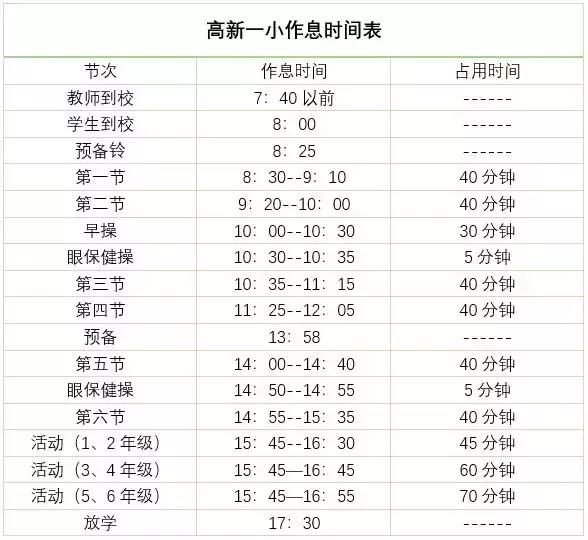 高新一小作息时间表
节次 作息时间 占用时间
教师到校 7：40 以前 ------
学生到校 8：00 ------
预备铃 8：25 ------
第一节 8：30--9：10 40 分钟
第二节 9：20--10：00 40 分钟
早操 10：00--10：30 30 分钟
眼保健操 10：30--10：35 5 分钟
第三节 10：35--11：15 40 分钟
第四节 11：25--12：05 40 分钟
预备 13：58 ------
第五节 14：00--14：40 40 分钟
眼保健操 14：50--14：55 5 分钟
第六节 14：55--15：35 40 分钟
活动（1、2 年级） 15：45--16：30 45 分钟
活动（3、4 年级） 15：45—16：45 60 分钟
活动（5、6 年级） 15：45—16：55 70 分钟
放学 17：30 ------